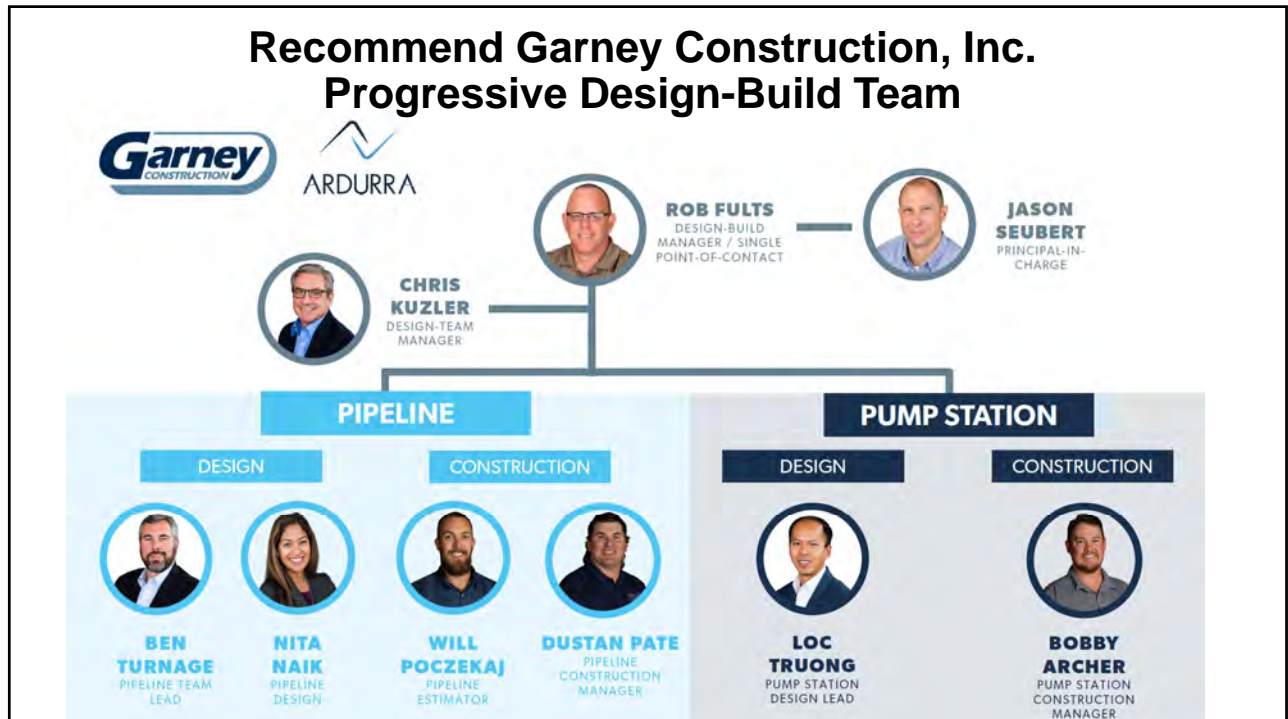 Recommend Garney Construction, Inc.
Progressive Design-Build Team
Garney
CONSTRUCTION
ARDURRA
ROB FULTS
DESIGN-BUILD
MANAGER / SINGLE
POINT-OF-CONTACT
JASON
SEUBERT
PRINCIPAL-IN-
CHARGE
CHRIS
KUZLER
DESIGN-TEAM
MANAGER
PIPELINE
PUMP STATION
DESIGN
CONSTRUCTION
DESIGN
CONSTRUCTION
BEN
TURNAGE
PIPELINE TEAM
LEAD
NITA
NAIK
PIPELINE
DESIGN
WILL
POCZEKAJ
PIPELINE
ESTIMATOR
DUSTAN PATE
PIPELINE
CONSTRUCTION
MANAGER
LOC
TRUONG
PUMP STATION
DESIGN LEAD
BOBBY
ARCHER
PUMP STATION
CONSTRUCTION
MANAGER